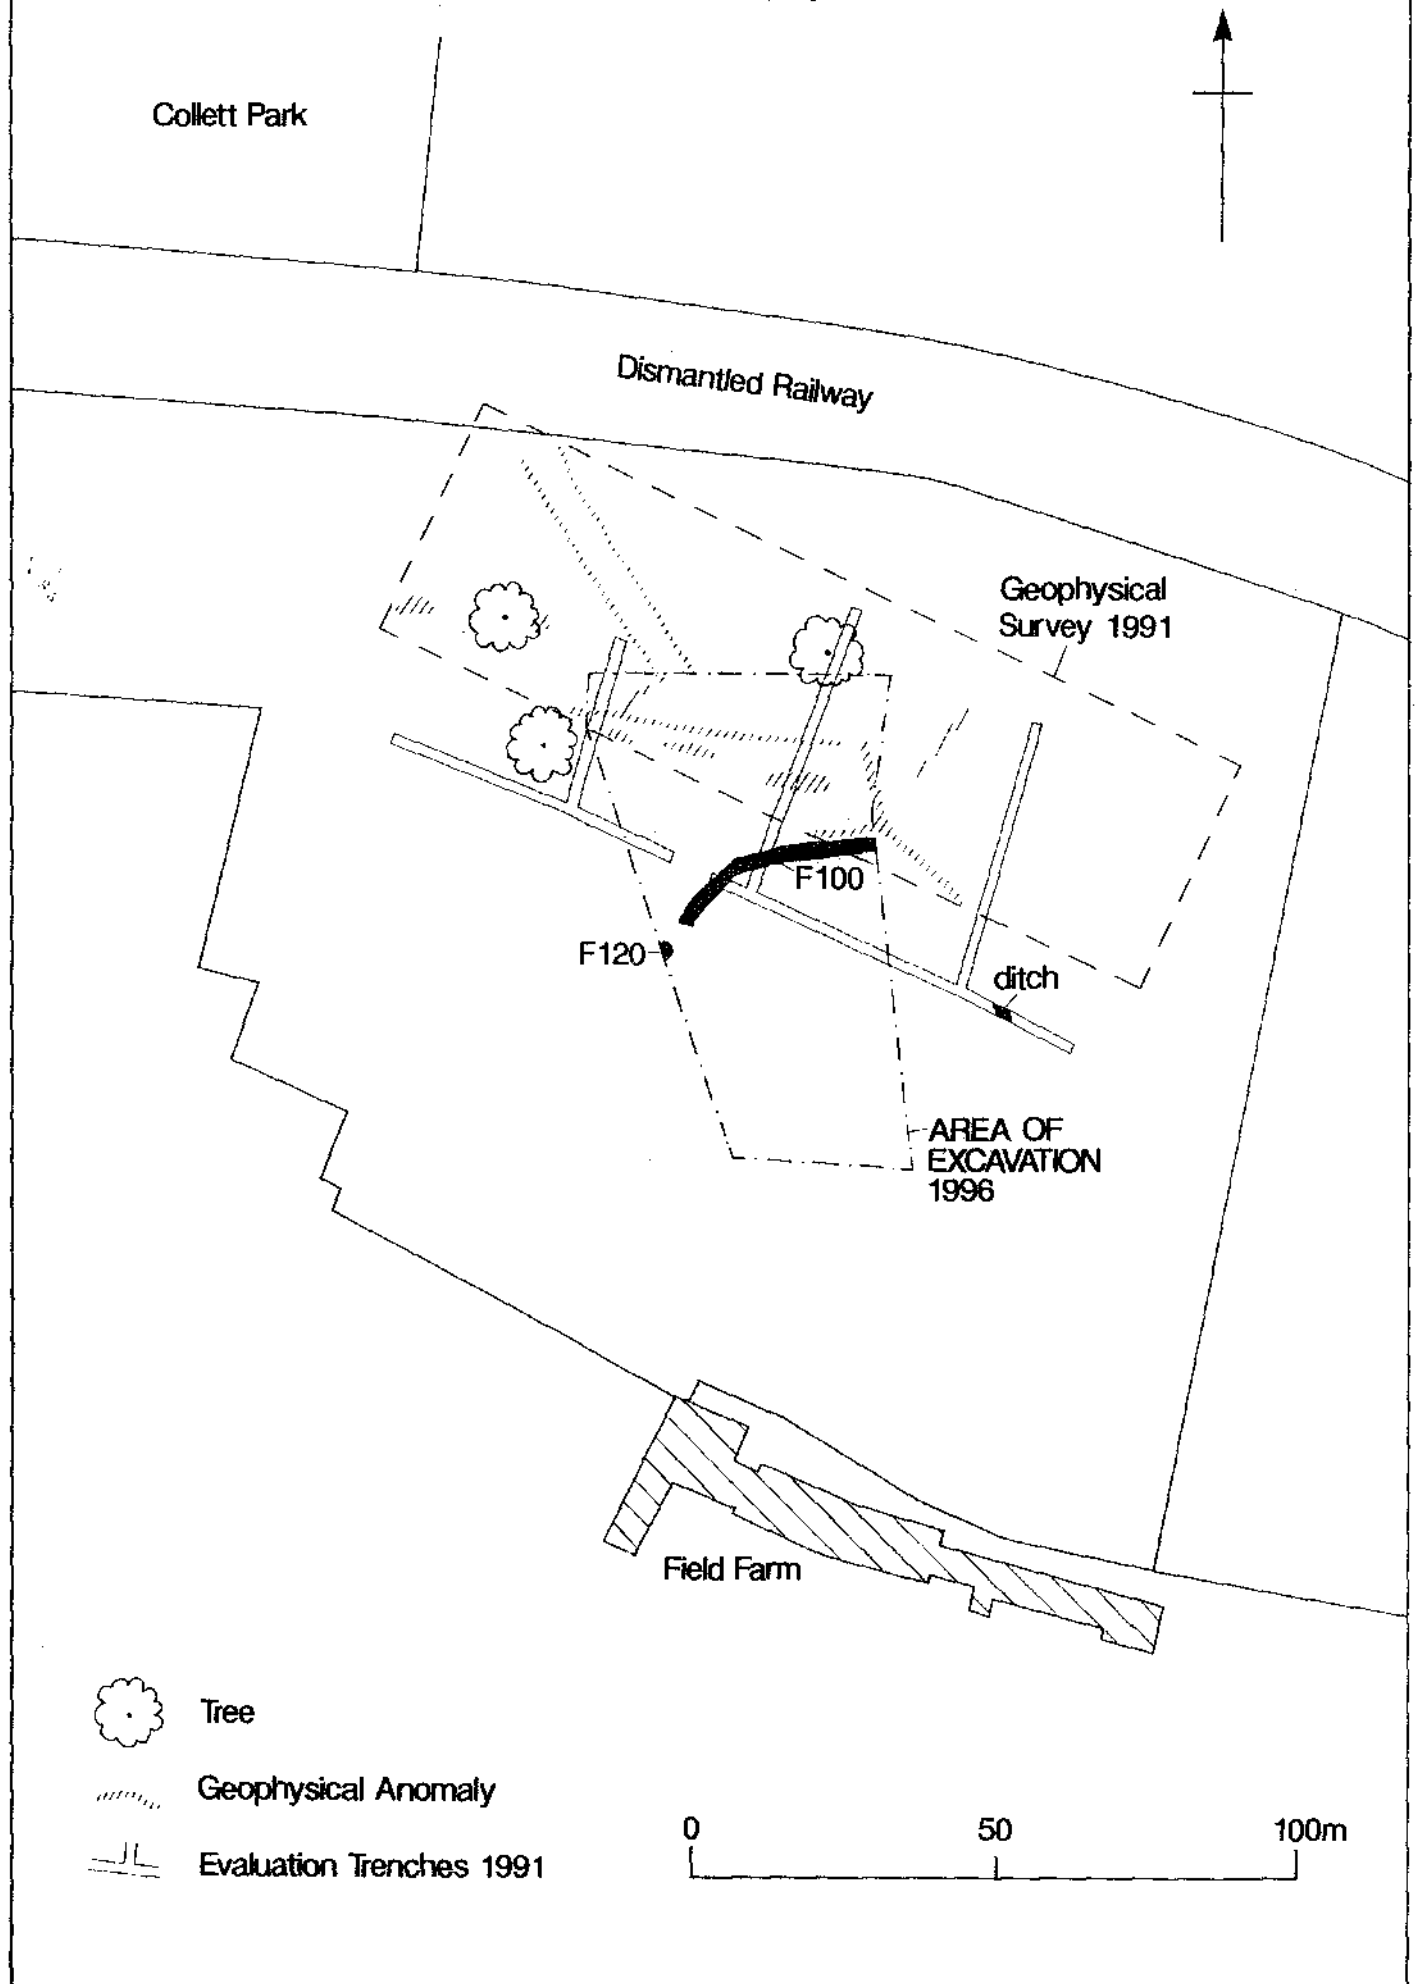 Collett Park
Dismantled Railway
Geophysical
Survey 1991
F100
F120
ditch
AREA OF
EXCAVATION
1996
Field Farm
Tree
Geophysical Anomaly
Evaluation Trenches 1991
0 50 100m